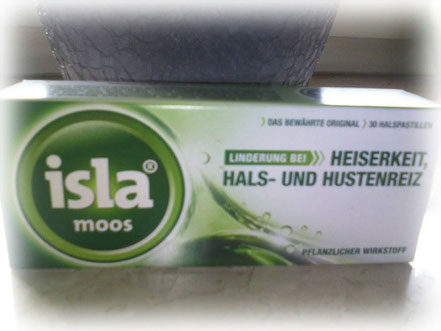 › DAS BEWÄHRTE ORIGINAL › 30 HALSPASTILLEN
isla®
moos
LINDERUNG BEI HEISERKEIT,
HALS- UND HUSTENREIZ
PFLANZLICHER WIRKSTOFF